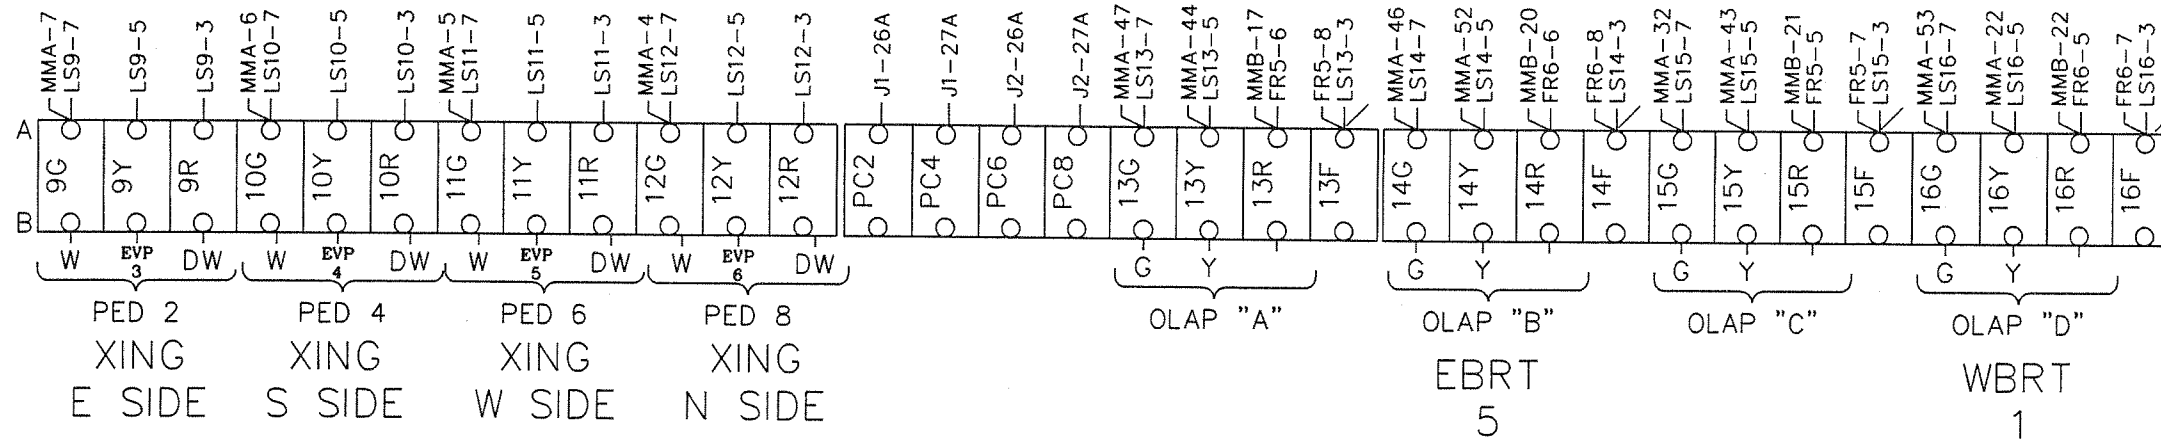 MMA-7
LS9-7
LS9-5
LS9-3
MMA-6
LS10-7
LS10-5
LS10-3
MMA-5
LS11-7
LS11-5
LS11-3
MMA-4
LS12-7
LS12-5
LS12-3
J1-26A
J1-27A
J2-26A
J2-27A
MMA-47
LS13-7
MMA-44
LS13-5
MMB-17
FR5-6
FR5-8
LS13-3
MMA-46
LS14-7
MMA-52
LS14-5
MMB-20
FR6-6
FR6-8
LS14-3
MMA-32
LS15-7
MMA-43
LS15-5
MMB-21
FR5-5
FR5-7
LS15-3
MMA-53
LS16-7
MMA-22
LS16-5
MMB-22
FR6-5
FR6-7
LS16-3
A
9G 9Y 9R 10G 10Y 10R 11G 11Y 11R 12G 12Y 12R PC2 PC4 PC6 PC8 13G 13Y 13R 13F 14G 14Y 14R 14F 15G 15Y 15R 15F 16G 16Y 16R 16F
B
W EVP 3 DW
W EVP 4 DW
W EVP 5 DW
W EVP 6 DW
G Y
G Y
G Y
G Y
PED 2
XING
E SIDE
PED 4
XING
S SIDE
PED 6
XING
W SIDE
PED 8
XING
N SIDE
OLAP "A"
OLAP "B"
EBRT
5
OLAP "C"
OLAP "D"
WBRT
1